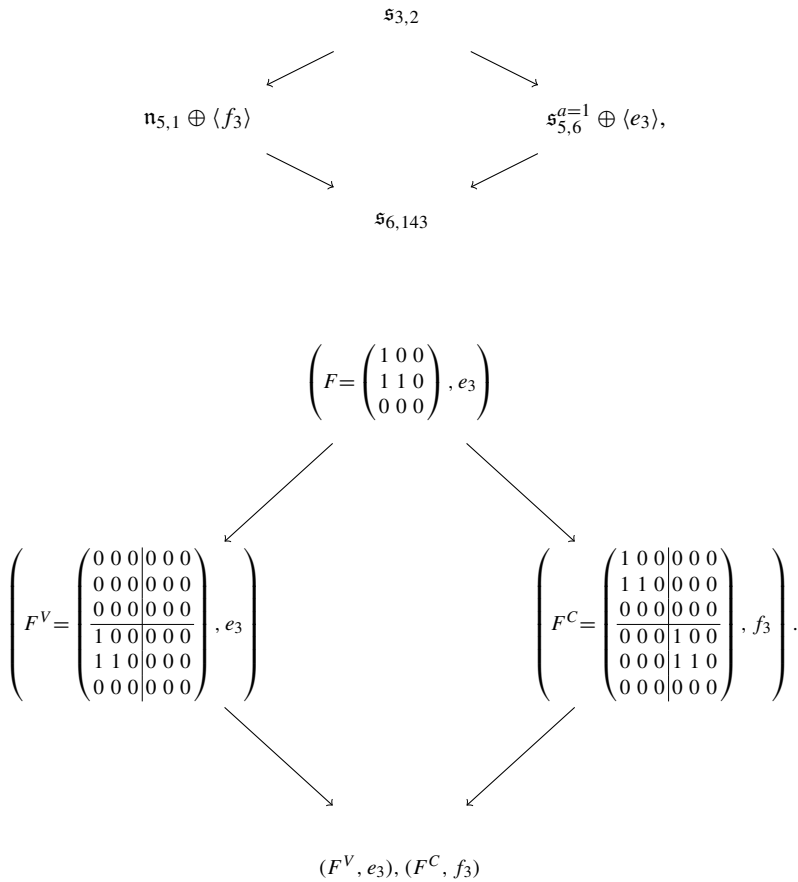 𝔰₃,₂
𝔫₅,₁ ⊕ ⟨f₃⟩ 𝔰₅,₆ᵃ⁼¹ ⊕ ⟨e₃⟩,
𝔰₆,₁₄₃
( F= ( 1 0 0
1 1 0
0 0 0 ) , e₃ )
( Fⱽ= ( 0 0 0|0 0 0
0 0 0|0 0 0
0 0 0|0 0 0
1 0 0|0 0 0
1 1 0|0 0 0
0 0 0|0 0 0 ) , e₃ )
( Fᶜ= ( 1 0 0|0 0 0
1 1 0|0 0 0
0 0 0|0 0 0
0 0 0|1 0 0
0 0 0|1 1 0
0 0 0|0 0 0 ) , f₃ ) .
(Fⱽ, e₃), (Fᶜ, f₃)